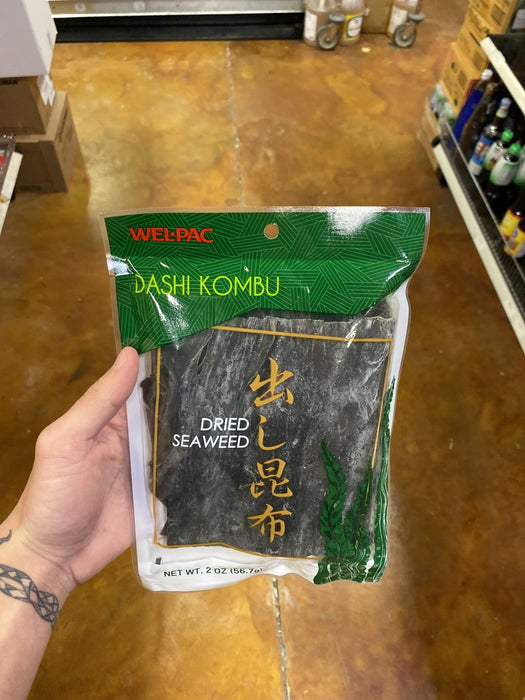 WEL-PAC
DASHI KOMBU
出し昆布
DRIED
SEAWEED
NET WT. 2 OZ (56.7g)